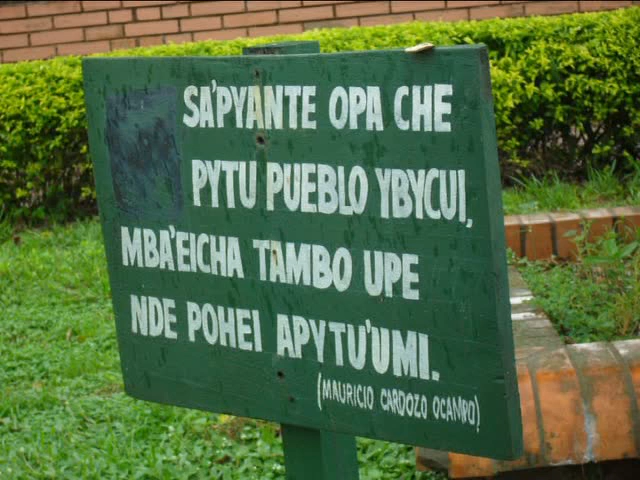 SA'PYANTE OPA CHE
PYTU PUEBLO YBYCUI,
MBA'EICHA TAMBO UPE
NDE POHEI APYTU'UMI.
(MAURICIO CARDOZO OCAMPO)